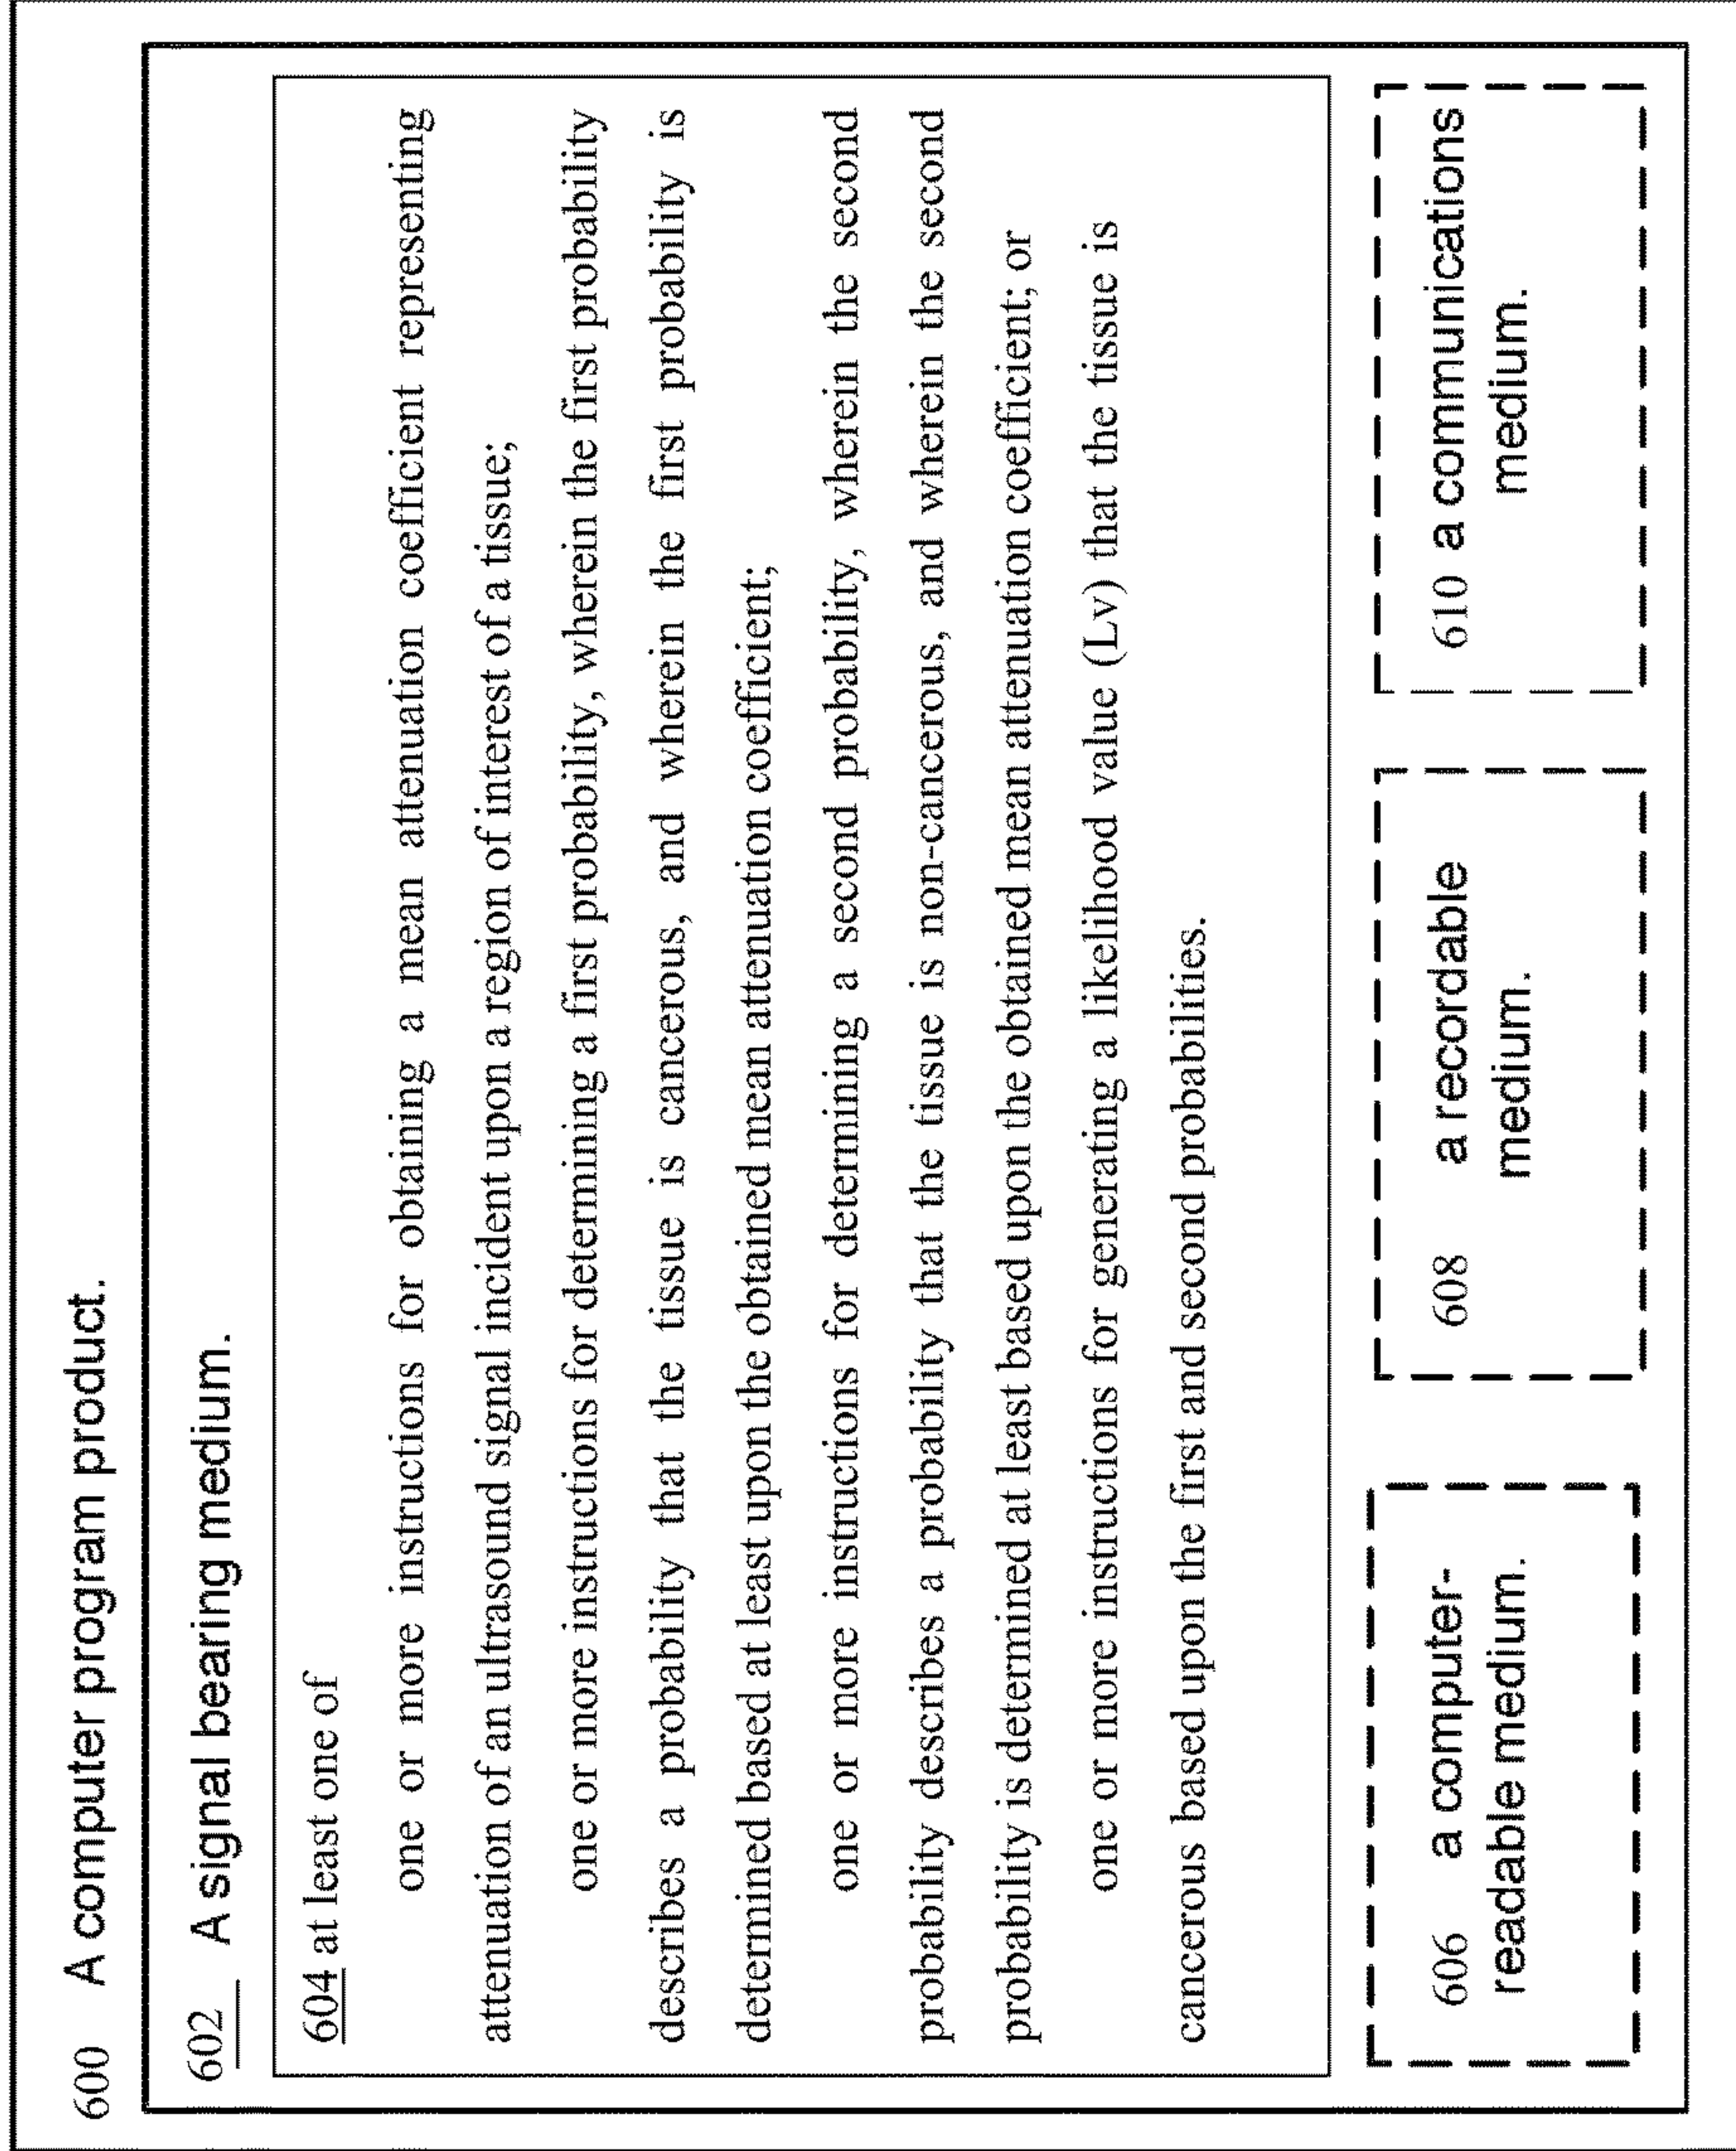 600 A computer program product.
602 A signal bearing medium.
604 at least one of
one or more instructions for obtaining a mean attenuation coefficient representing
attenuation of an ultrasound signal incident upon a region of interest of a tissue;
one or more instructions for determining a first probability, wherein the first probability
describes a probability that the tissue is cancerous, and wherein the first probability is
determined based at least upon the obtained mean attenuation coefficient;
one or more instructions for determining a second probability, wherein the second
probability describes a probability that the tissue is non-cancerous, and wherein the second
probability is determined at least based upon the obtained mean attenuation coefficient; or
one or more instructions for generating a likelihood value (Lv) that the tissue is
cancerous based upon the first and second probabilities.
606 a computer-
readable medium.
608 a recordable
medium.
610 a communications
medium.